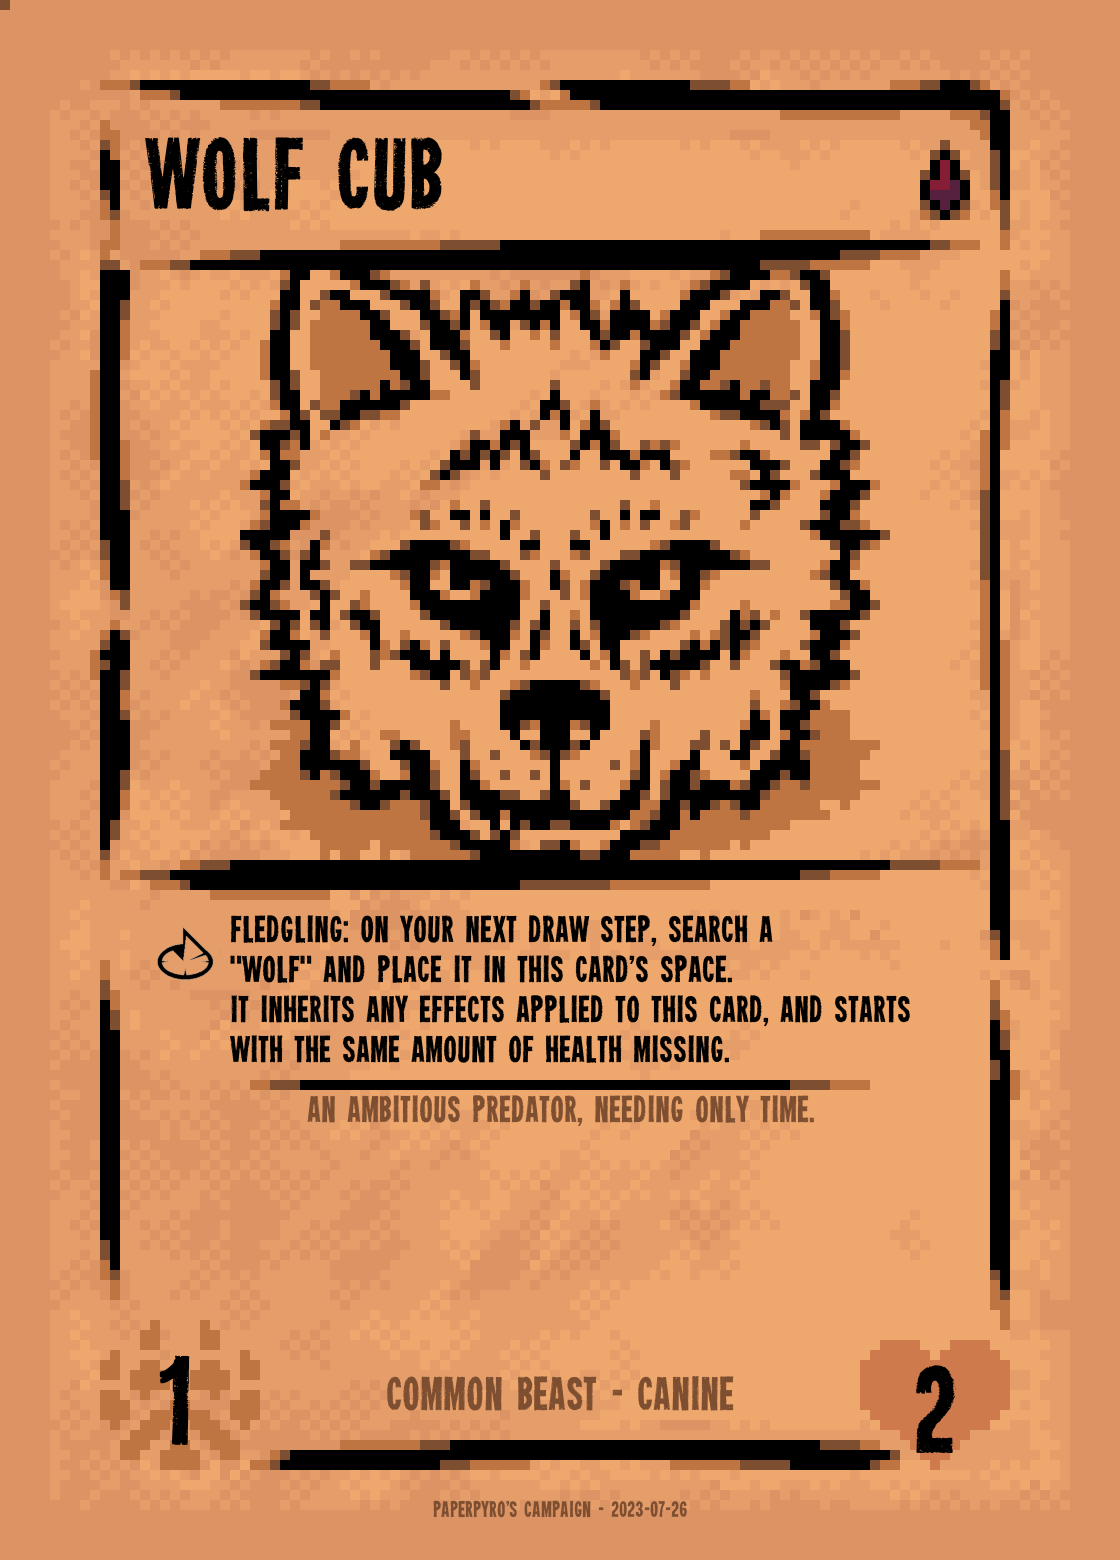 WOLF CUB
FLEDGLING: ON YOUR NEXT DRAW STEP, SEARCH A
"WOLF" AND PLACE IT IN THIS CARD'S SPACE.
IT INHERITS ANY EFFECTS APPLIED TO THIS CARD, AND STARTS
WITH THE SAME AMOUNT OF HEALTH MISSING.
AN AMBITIOUS PREDATOR, NEEDING ONLY TIME.
1
COMMON BEAST - CANINE
2
PAPERPYRO'S CAMPAIGN - 2023-07-26